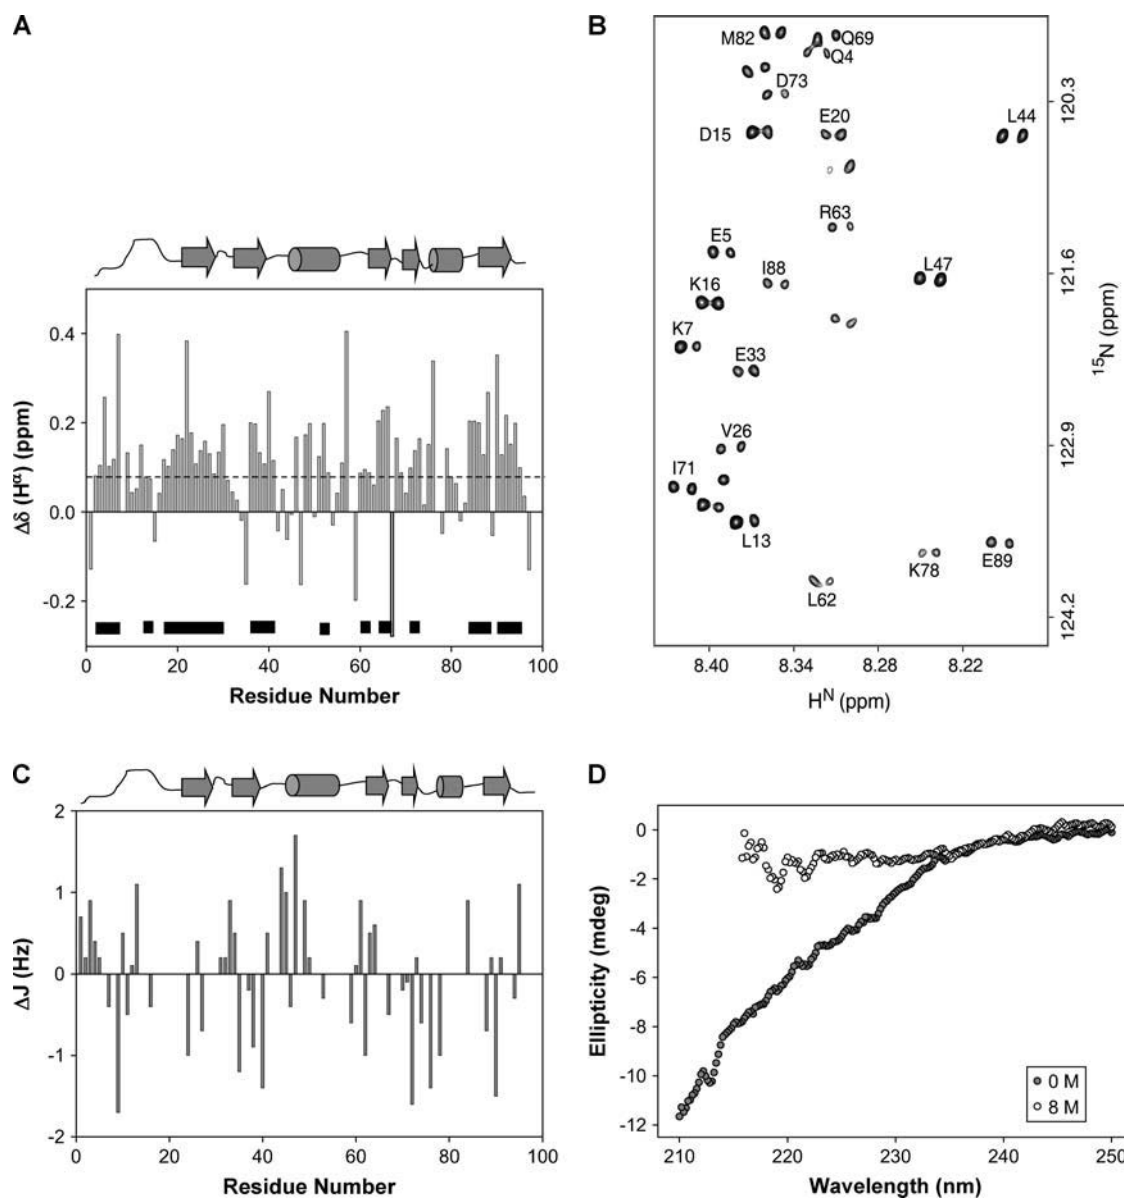 A
Δδ (Hα) (ppm)
0.4
0.2
0.0
-0.2
0
20
40
60
80
100
Residue Number
B
M82
Q69
Q4
D73
D15
E20
L44
R63
E5
I88
L47
K16
K7
E33
V26
I71
L13
K78
E89
L62
120.3
121.6
122.9
124.2
15N (ppm)
8.40
8.34
8.28
8.22
HN (ppm)
C
ΔJ (Hz)
2
1
0
-1
-2
0
20
40
60
80
100
Residue Number
D
Ellipticity (mdeg)
0
-2
-4
-6
-8
-10
-12
0 M
8 M
210
220
230
240
250
Wavelength (nm)